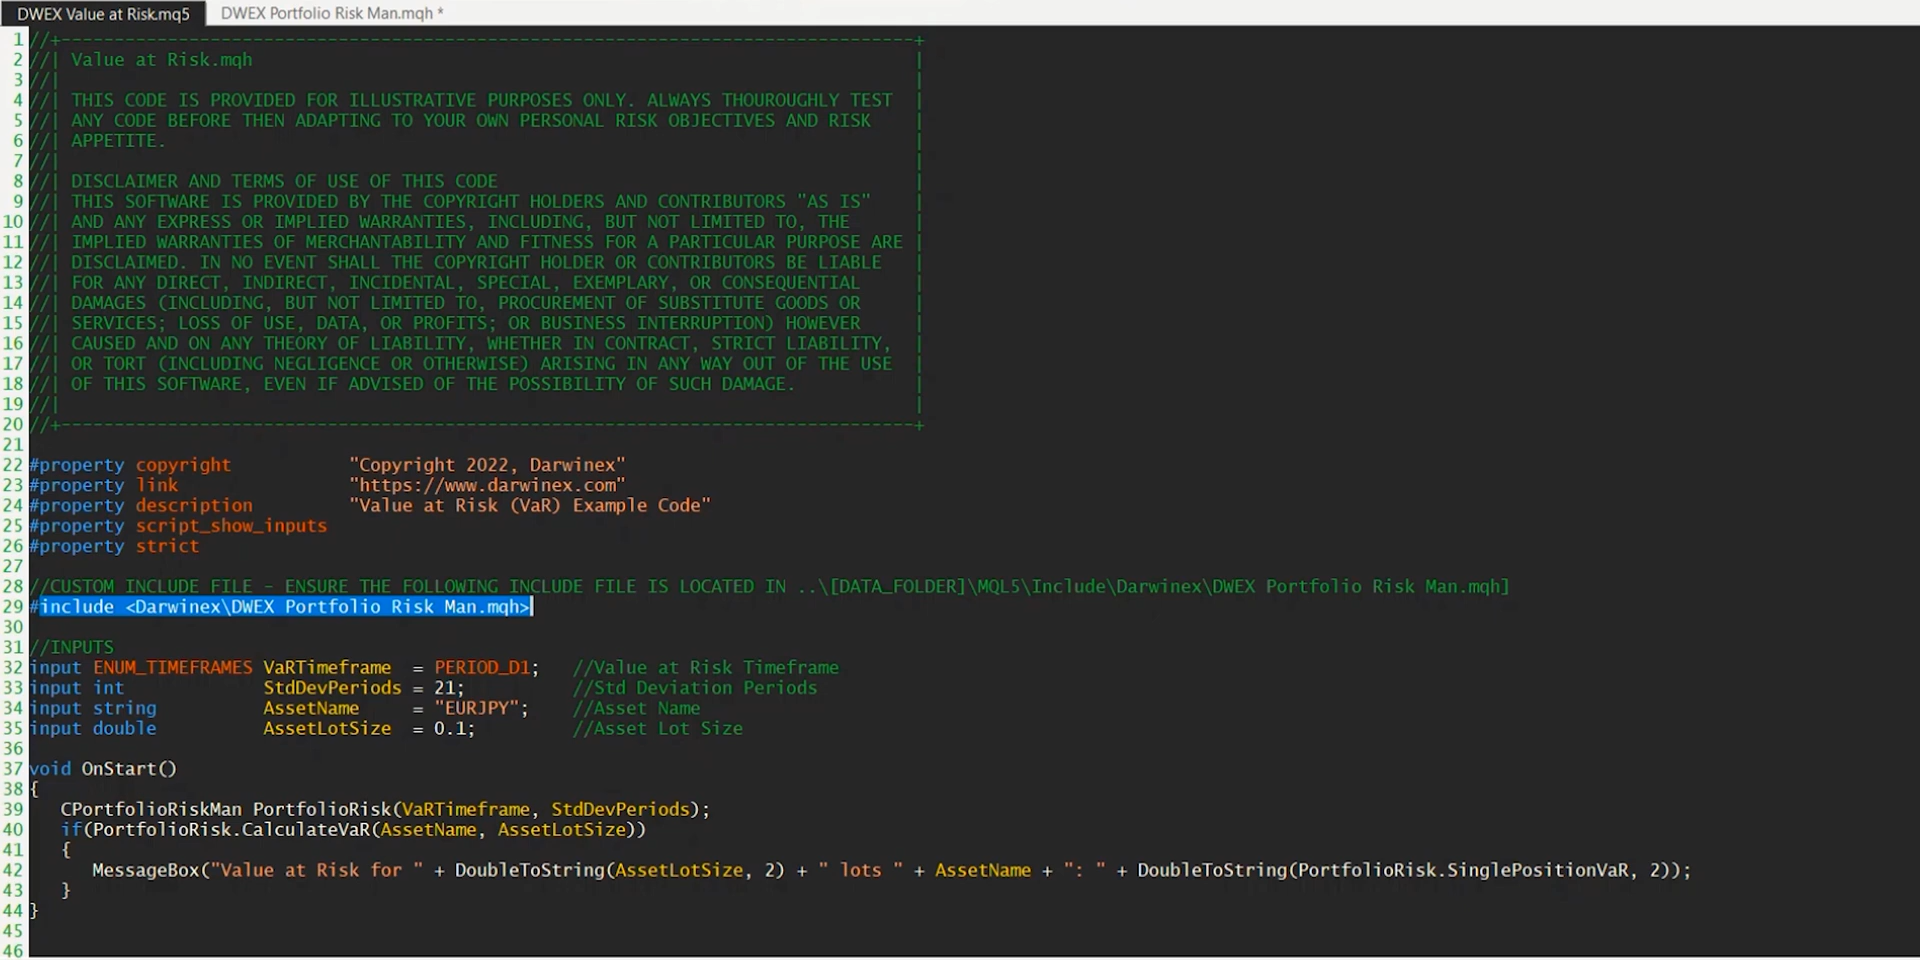 DWEX Value at Risk.mq5 DWEX Portfolio Risk Man.mqh *
1 //+--------------------------------------------------------------------------------+
2 //| Value at Risk.mqh |
3 //| |
4 //| THIS CODE IS PROVIDED FOR ILLUSTRATIVE PURPOSES ONLY. ALWAYS THOUROUGHLY TEST |
5 //| ANY CODE BEFORE THEN ADAPTING TO YOUR OWN PERSONAL RISK OBJECTIVES AND RISK |
6 //| APPETITE. |
7 //| |
8 //| DISCLAIMER AND TERMS OF USE OF THIS CODE |
9 //| THIS SOFTWARE IS PROVIDED BY THE COPYRIGHT HOLDERS AND CONTRIBUTORS "AS IS" |
10 //| AND ANY EXPRESS OR IMPLIED WARRANTIES, INCLUDING, BUT NOT LIMITED TO, THE |
11 //| IMPLIED WARRANTIES OF MERCHANTABILITY AND FITNESS FOR A PARTICULAR PURPOSE ARE |
12 //| DISCLAIMED. IN NO EVENT SHALL THE COPYRIGHT HOLDER OR CONTRIBUTORS BE LIABLE |
13 //| FOR ANY DIRECT, INDIRECT, INCIDENTAL, SPECIAL, EXEMPLARY, OR CONSEQUENTIAL |
14 //| DAMAGES (INCLUDING, BUT NOT LIMITED TO, PROCUREMENT OF SUBSTITUTE GOODS OR |
15 //| SERVICES; LOSS OF USE, DATA, OR PROFITS; OR BUSINESS INTERRUPTION) HOWEVER |
16 //| CAUSED AND ON ANY THEORY OF LIABILITY, WHETHER IN CONTRACT, STRICT LIABILITY, |
17 //| OR TORT (INCLUDING NEGLIGENCE OR OTHERWISE) ARISING IN ANY WAY OUT OF THE USE |
18 //| OF THIS SOFTWARE, EVEN IF ADVISED OF THE POSSIBILITY OF SUCH DAMAGE. |
19 //| |
20 //+--------------------------------------------------------------------------------+
21
22 #property copyright "Copyright 2022, Darwinex"
23 #property link "https://www.darwinex.com"
24 #property description "Value at Risk (VaR) Example Code"
25 #property script_show_inputs
26 #property strict
27
28 //CUSTOM INCLUDE FILE - ENSURE THE FOLLOWING INCLUDE FILE IS LOCATED IN ..\[DATA_FOLDER]\MQL5\Include\Darwinex\DWEX Portfolio Risk Man.mqh]
29 #include <Darwinex\DWEX Portfolio Risk Man.mqh>
30
31 //INPUTS
32 input ENUM_TIMEFRAMES VaRTimeframe = PERIOD_D1; //Value at Risk Timeframe
33 input int StdDevPeriods = 21; //Std Deviation Periods
34 input string AssetName = "EURJPY"; //Asset Name
35 input double AssetLotSize = 0.1; //Asset Lot Size
36
37 void OnStart()
38 {
39 CPortfolioRiskMan PortfolioRisk(VaRTimeframe, StdDevPeriods);
40 if(PortfolioRisk.CalculateVaR(AssetName, AssetLotSize))
41 {
42 MessageBox("Value at Risk for " + DoubleToString(AssetLotSize, 2) + " lots " + AssetName + ": " + DoubleToString(PortfolioRisk.SinglePositionVaR, 2));
43 }
44 }
45
46